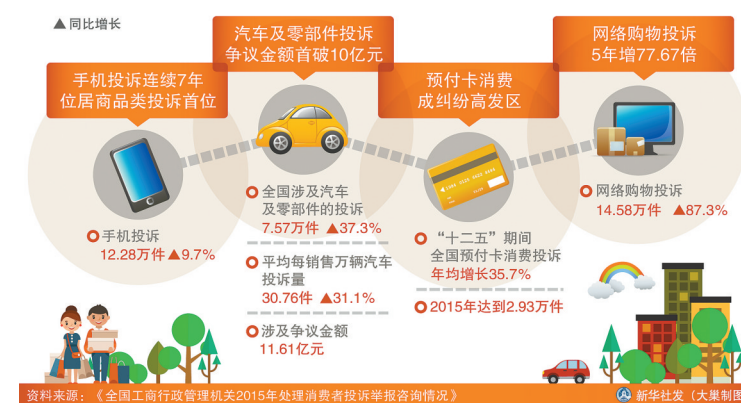 ▲同比增长
手机投诉连续7年
位居商品类投诉首位
汽车及零部件投诉
争议金额首破10亿元
预付卡消费
成纠纷高发区
网络购物投诉
5年增77.67倍
手机投诉
12.28万件▲9.7%
全国涉及汽车
及零部件的投诉
7.57万件 ▲37.3%
平均每销售万辆汽车
投诉量
30.76件 ▲31.1%
涉及争议金额
11.61亿元
“十二五”期间
全国预付卡消费投诉
年均增长35.7%
2015年达到2.93万件
网络购物投诉
14.58万件 ▲87.3%
资料来源：《全国工商行政管理机关2015年处理消费者投诉举报咨询情况》
新华社发（大巢制图